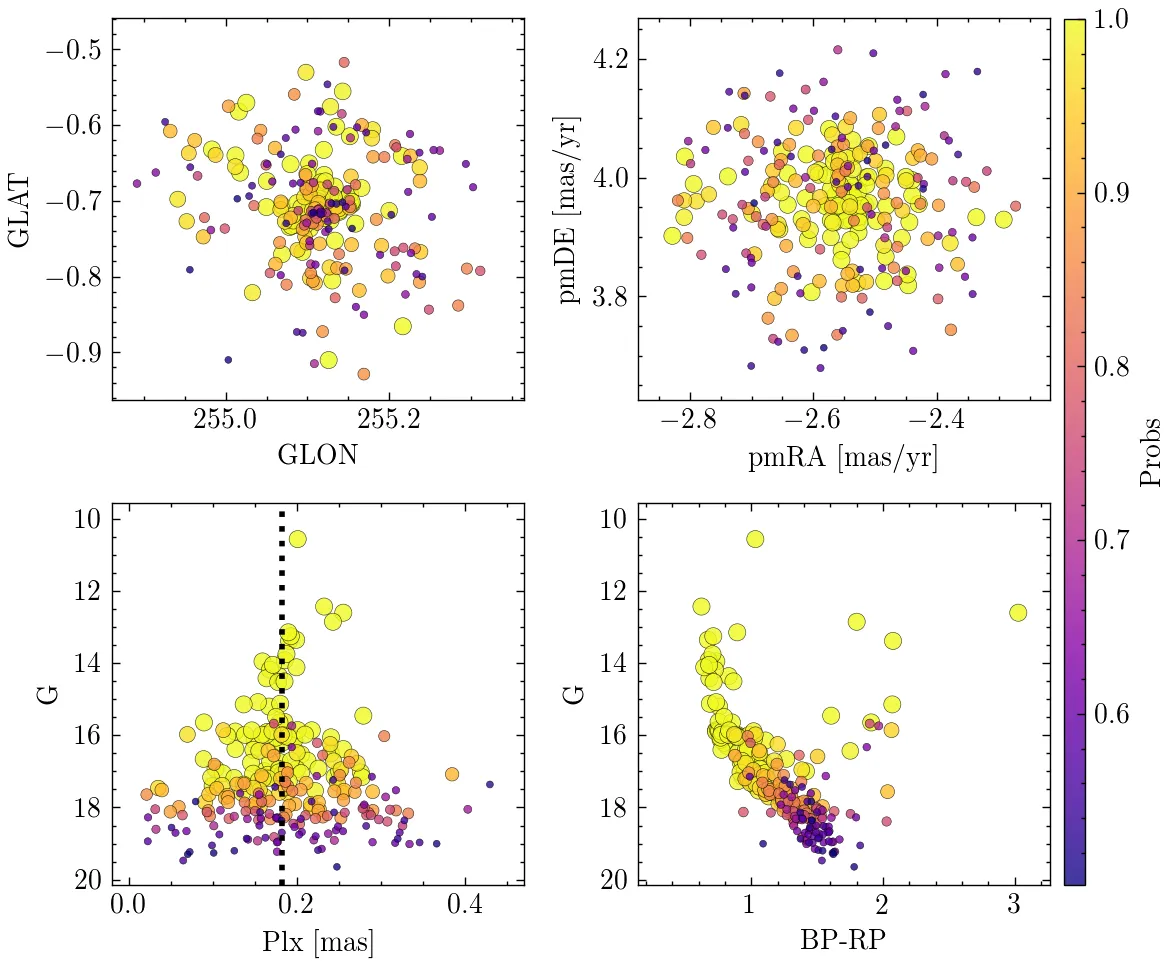 −0.5
−0.6
−0.7
−0.8
−0.9
GLAT
255.0 255.2
GLON
4.2
4.0
3.8
pmDE [mas/yr]
−2.8 −2.6 −2.4
pmRA [mas/yr]
10
12
14
16
18
20
G
0.0 0.2 0.4
Plx [mas]
10
12
14
16
18
20
G
1 2 3
BP-RP
1.0
0.9
0.8
0.7
0.6
Probs